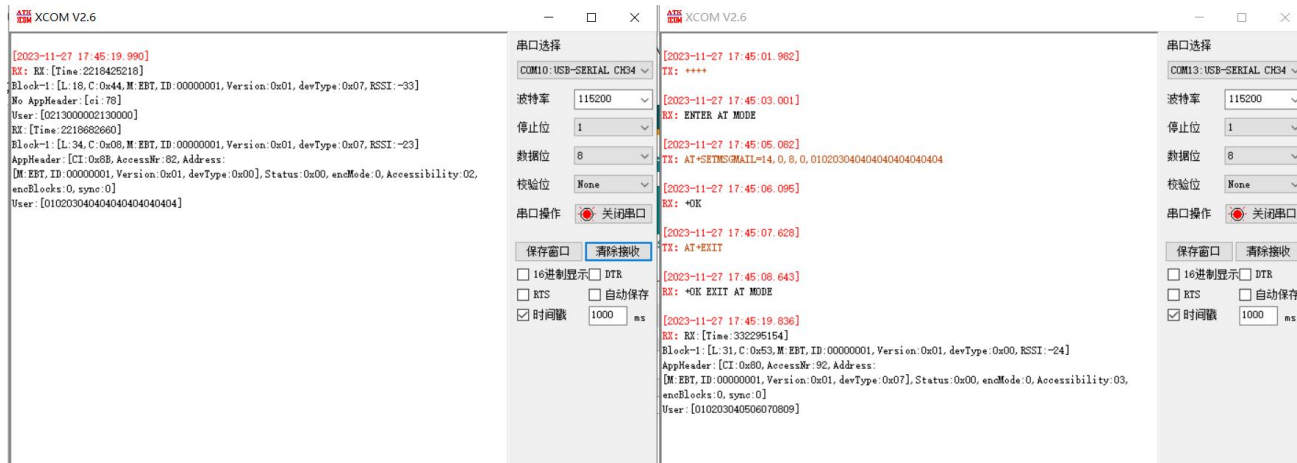 ATK XCOM XCOM V2.6
[2023-11-27 17:45:19.990]
RX: RX:[Time:2218425218]
Block-1:[L:18,C:0x44,M:EBT,ID:00000001,Version:0x01,devType:0x07,RSSI:-33]
No AppHeader:[ci:78]
User:[0213000002130000]
RX:[Time:2218682660]
Block-1:[L:34,C:0x08,M:EBT,ID:00000001,Version:0x01,devType:0x07,RSSI:-23]
AppHeader:[CI:0x8B,AccessNr:82,Address:
[M:EBT,ID:00000001,Version:0x01,devType:0x00],Status:0x00,encMode:0,Accessibility:02,
encBlocks:0,sync:0]
User:[010203040404040404040404]
串口选择
COM10:USB-SERIAL CH34
波特率 115200
停止位 1
数据位 8
校验位 None
串口操作 关闭串口
保存窗口 清除接收
16进制显示 DTR
RTS 自动保存
时间戳 1000 ms
ATK XCOM XCOM V2.6
[2023-11-27 17:45:01.982]
TX: ++++
[2023-11-27 17:45:03.001]
RX: ENTER AT MODE
[2023-11-27 17:45:05.082]
TX: AT+SETMSGMAIL=14,0,8,0,010203040404040404040404
[2023-11-27 17:45:06.095]
RX: +OK
[2023-11-27 17:45:07.628]
TX: AT+EXIT
[2023-11-27 17:45:08.643]
RX: +OK EXIT AT MODE
[2023-11-27 17:45:19.836]
RX: RX:[Time:332295154]
Block-1:[L:31,C:0x53,M:EBT,ID:00000001,Version:0x01,devType:0x00,RSSI:-24]
AppHeader:[CI:0x80,AccessNr:92,Address:
[M:EBT,ID:00000001,Version:0x01,devType:0x07],Status:0x00,encMode:0,Accessibility:03,
encBlocks:0,sync:0]
User:[010203040506070809]
串口选择
COM13:USB-SERIAL CH34
波特率 115200
停止位 1
数据位 8
校验位 None
串口操作 关闭串口
保存窗口 清除接收
16进制显示 DTR
RTS 自动保存
时间戳 1000 ms